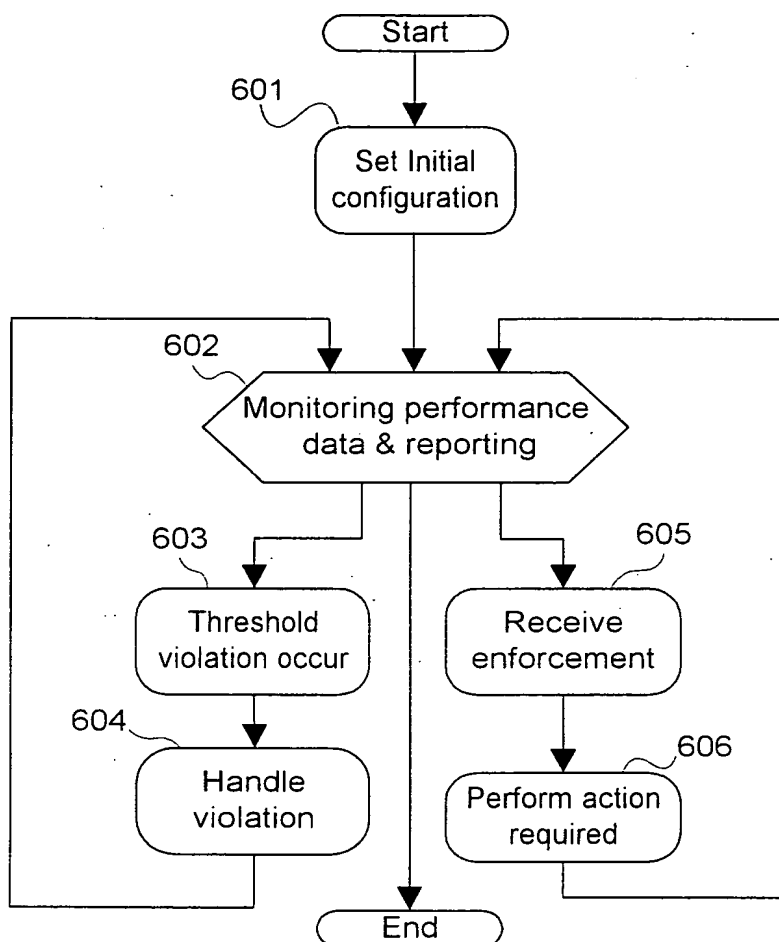 Start
601
Set Initial
configuration
602
Monitoring performance
data & reporting
603
Threshold
violation occur
604
Handle
violation
605
Receive
enforcement
606
Perform action
required
End